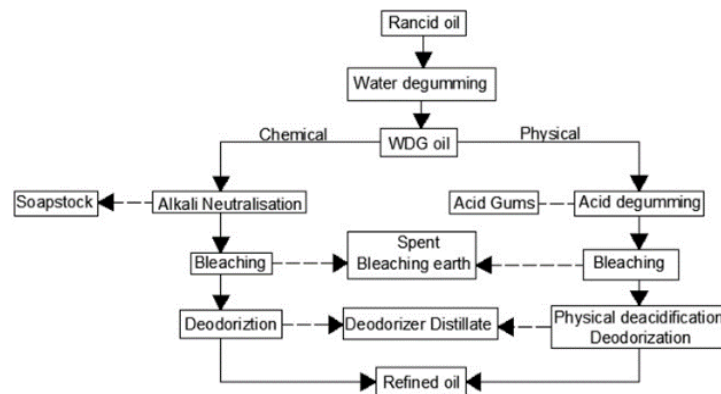 Rancid oil
Water degumming
Chemical
WDG oil
Physical
Soapstock
Alkali Neutralisation
Acid Gums
Acid degumming
Bleaching
Spent
Bleaching earth
Bleaching
Deodoriztion
Deodorizer Distillate
Physical deacidification
Deodorization
Refined oil